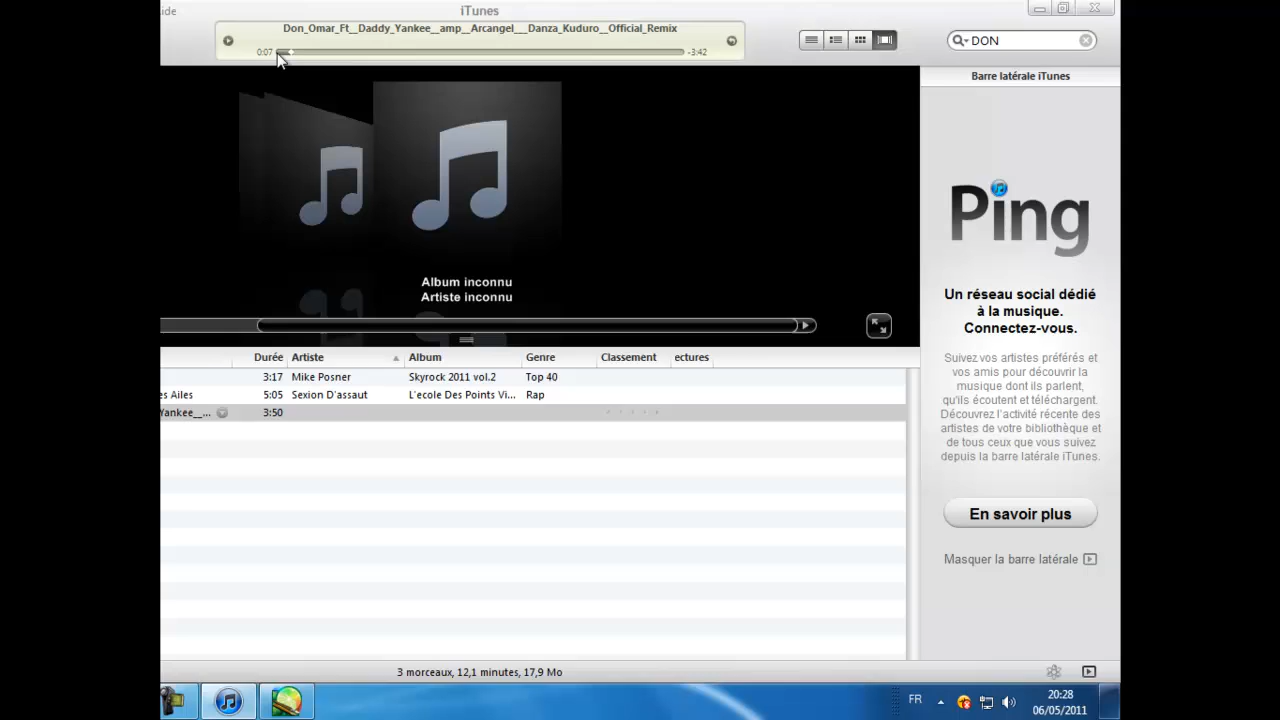 ide
iTunes
Don_Omar_Ft__Daddy_Yankee__amp__Arcangel___Danza_Kuduro__Official_Remix
0:07
-3:42
DON
Barre latérale iTunes
Ping
Album inconnu
Artiste inconnu
Un réseau social dédié
à la musique.
Connectez-vous.
Suivez vos artistes préférés et
vos amis pour découvrir la
musique dont ils parlent,
qu'ils écoutent et téléchargent.
Découvrez l'activité récente des
artistes de votre bibliothèque et
de tous ceux que vous suivez
depuis la barre latérale iTunes.
En savoir plus
Masquer la barre latérale
Durée Artiste Album Genre Classement ectures
3:17 Mike Posner Skyrock 2011 vol.2 Top 40
es Ailes 5:05 Sexion D'assaut L'ecole Des Points Vi... Rap
Yankee__... 3:50
3 morceaux, 12,1 minutes, 17,9 Mo
FR
20:28
06/05/2011